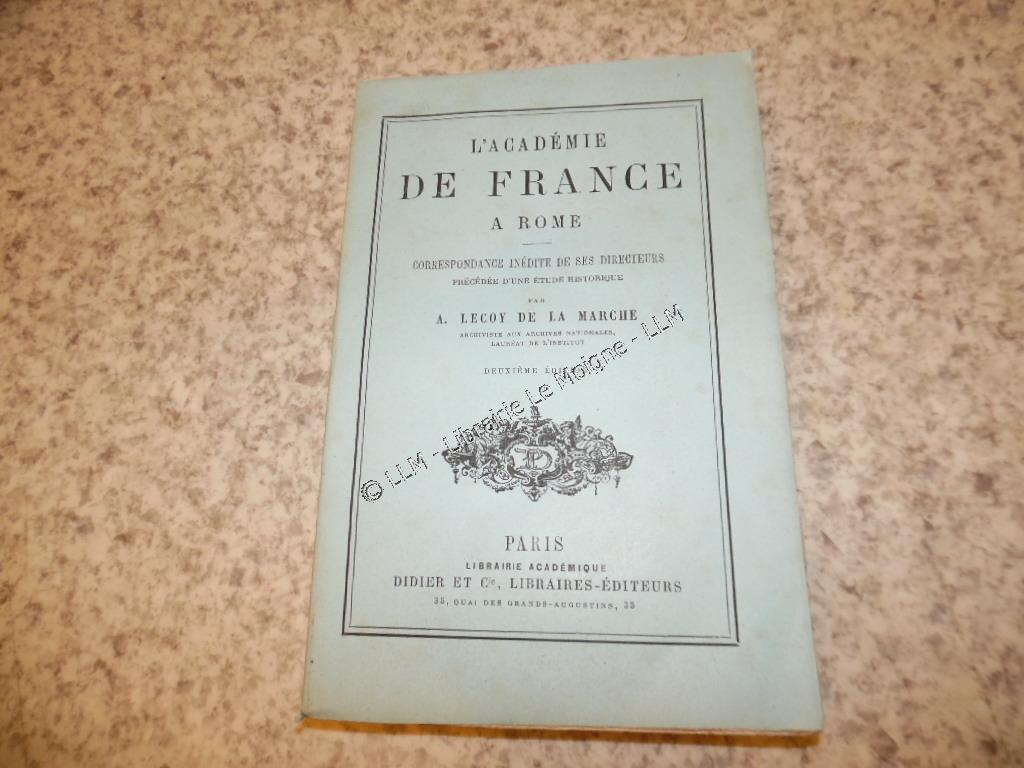 L'ACADÉMIE
DE FRANCE
A ROME
CORRESPONDANCE INÉDITE DE SES DIRECTEURS
PRÉCÉDÉE D'UNE ÉTUDE HISTORIQUE
PAR
A. LECOY DE LA MARCHE
ARCHIVISTE AUX ARCHIVES NATIONALES,
LAURÉAT DE L'INSTITUT
DEUXIÈME
© LLM - Librairie Le Moigne - LLM
PARIS
LIBRAIRIE ACADÉMIQUE
DIDIER ET Cie, LIBRAIRES-ÉDITEURS
35, QUAI DES GRANDS-AUGUSTINS, 35